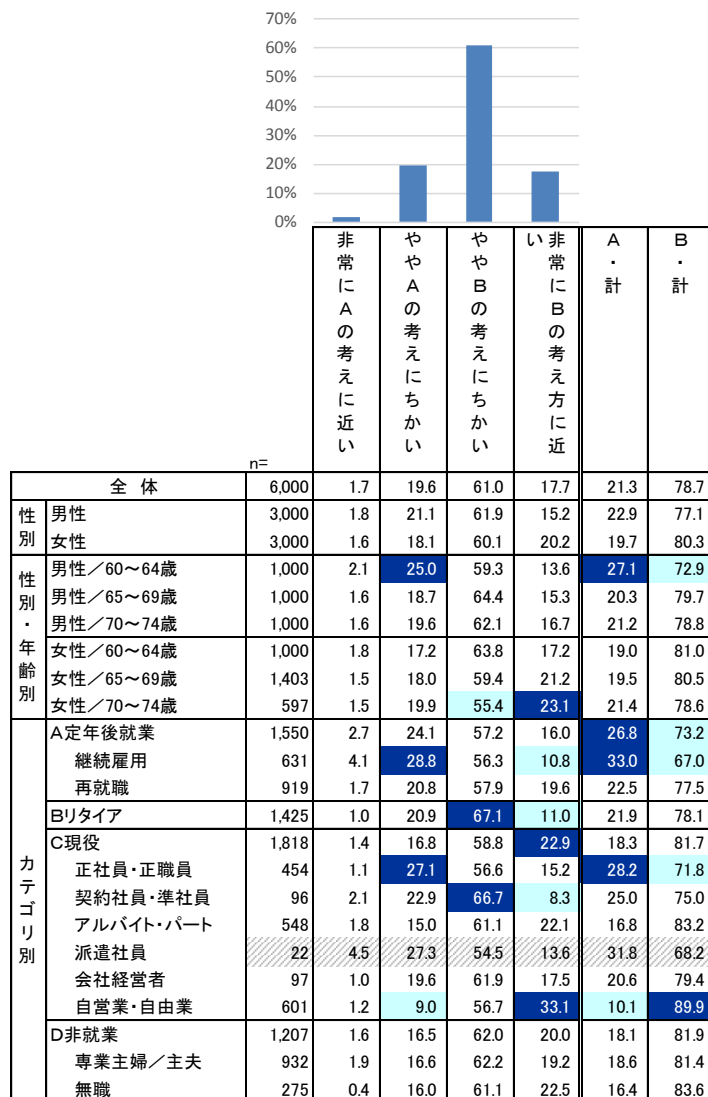 70%
60%
50%
40%
30%
20%
10%
0%
非常にAの考えに近い
ややAの考えにちかい
ややBの考えにちかい
非常にBの考え方に近い
A・計
B・計
n=
全 体 6,000 1.7 19.6 61.0 17.7 21.3 78.7
性別
男性 3,000 1.8 21.1 61.9 15.2 22.9 77.1
女性 3,000 1.6 18.1 60.1 20.2 19.7 80.3
性別・年齢別
男性/60~64歳 1,000 2.1 25.0 59.3 13.6 27.1 72.9
男性/65~69歳 1,000 1.6 18.7 64.4 15.3 20.3 79.7
男性/70~74歳 1,000 1.6 19.6 62.1 16.7 21.2 78.8
女性/60~64歳 1,000 1.8 17.2 63.8 17.2 19.0 81.0
女性/65~69歳 1,403 1.5 18.0 59.4 21.2 19.5 80.5
女性/70~74歳 597 1.5 19.9 55.4 23.1 21.4 78.6
カテゴリ別
A定年後就業 1,550 2.7 24.1 57.2 16.0 26.8 73.2
継続雇用 631 4.1 28.8 56.3 10.8 33.0 67.0
再就職 919 1.7 20.8 57.9 19.6 22.5 77.5
Bリタイア 1,425 1.0 20.9 67.1 11.0 21.9 78.1
C現役 1,818 1.4 16.8 58.8 22.9 18.3 81.7
正社員・正職員 454 1.1 27.1 56.6 15.2 28.2 71.8
契約社員・準社員 96 2.1 22.9 66.7 8.3 25.0 75.0
アルバイト・パート 548 1.8 15.0 61.1 22.1 16.8 83.2
派遣社員 22 4.5 27.3 54.5 13.6 31.8 68.2
会社経営者 97 1.0 19.6 61.9 17.5 20.6 79.4
自営業・自由業 601 1.2 9.0 56.7 33.1 10.1 89.9
D非就業 1,207 1.6 16.5 62.0 20.0 18.1 81.9
専業主婦/主夫 932 1.9 16.6 62.2 19.2 18.6 81.4
無職 275 0.4 16.0 61.1 22.5 16.4 83.6